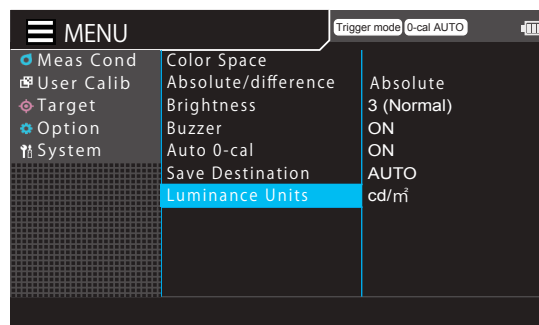 MENU
Trigger mode 0-cal AUTO
Meas Cond
User Calib
Target
Option
System
Color Space
Absolute/difference Absolute
Brightness 3 (Normal)
Buzzer ON
Auto 0-cal ON
Save Destination AUTO
Luminance Units cd/㎡